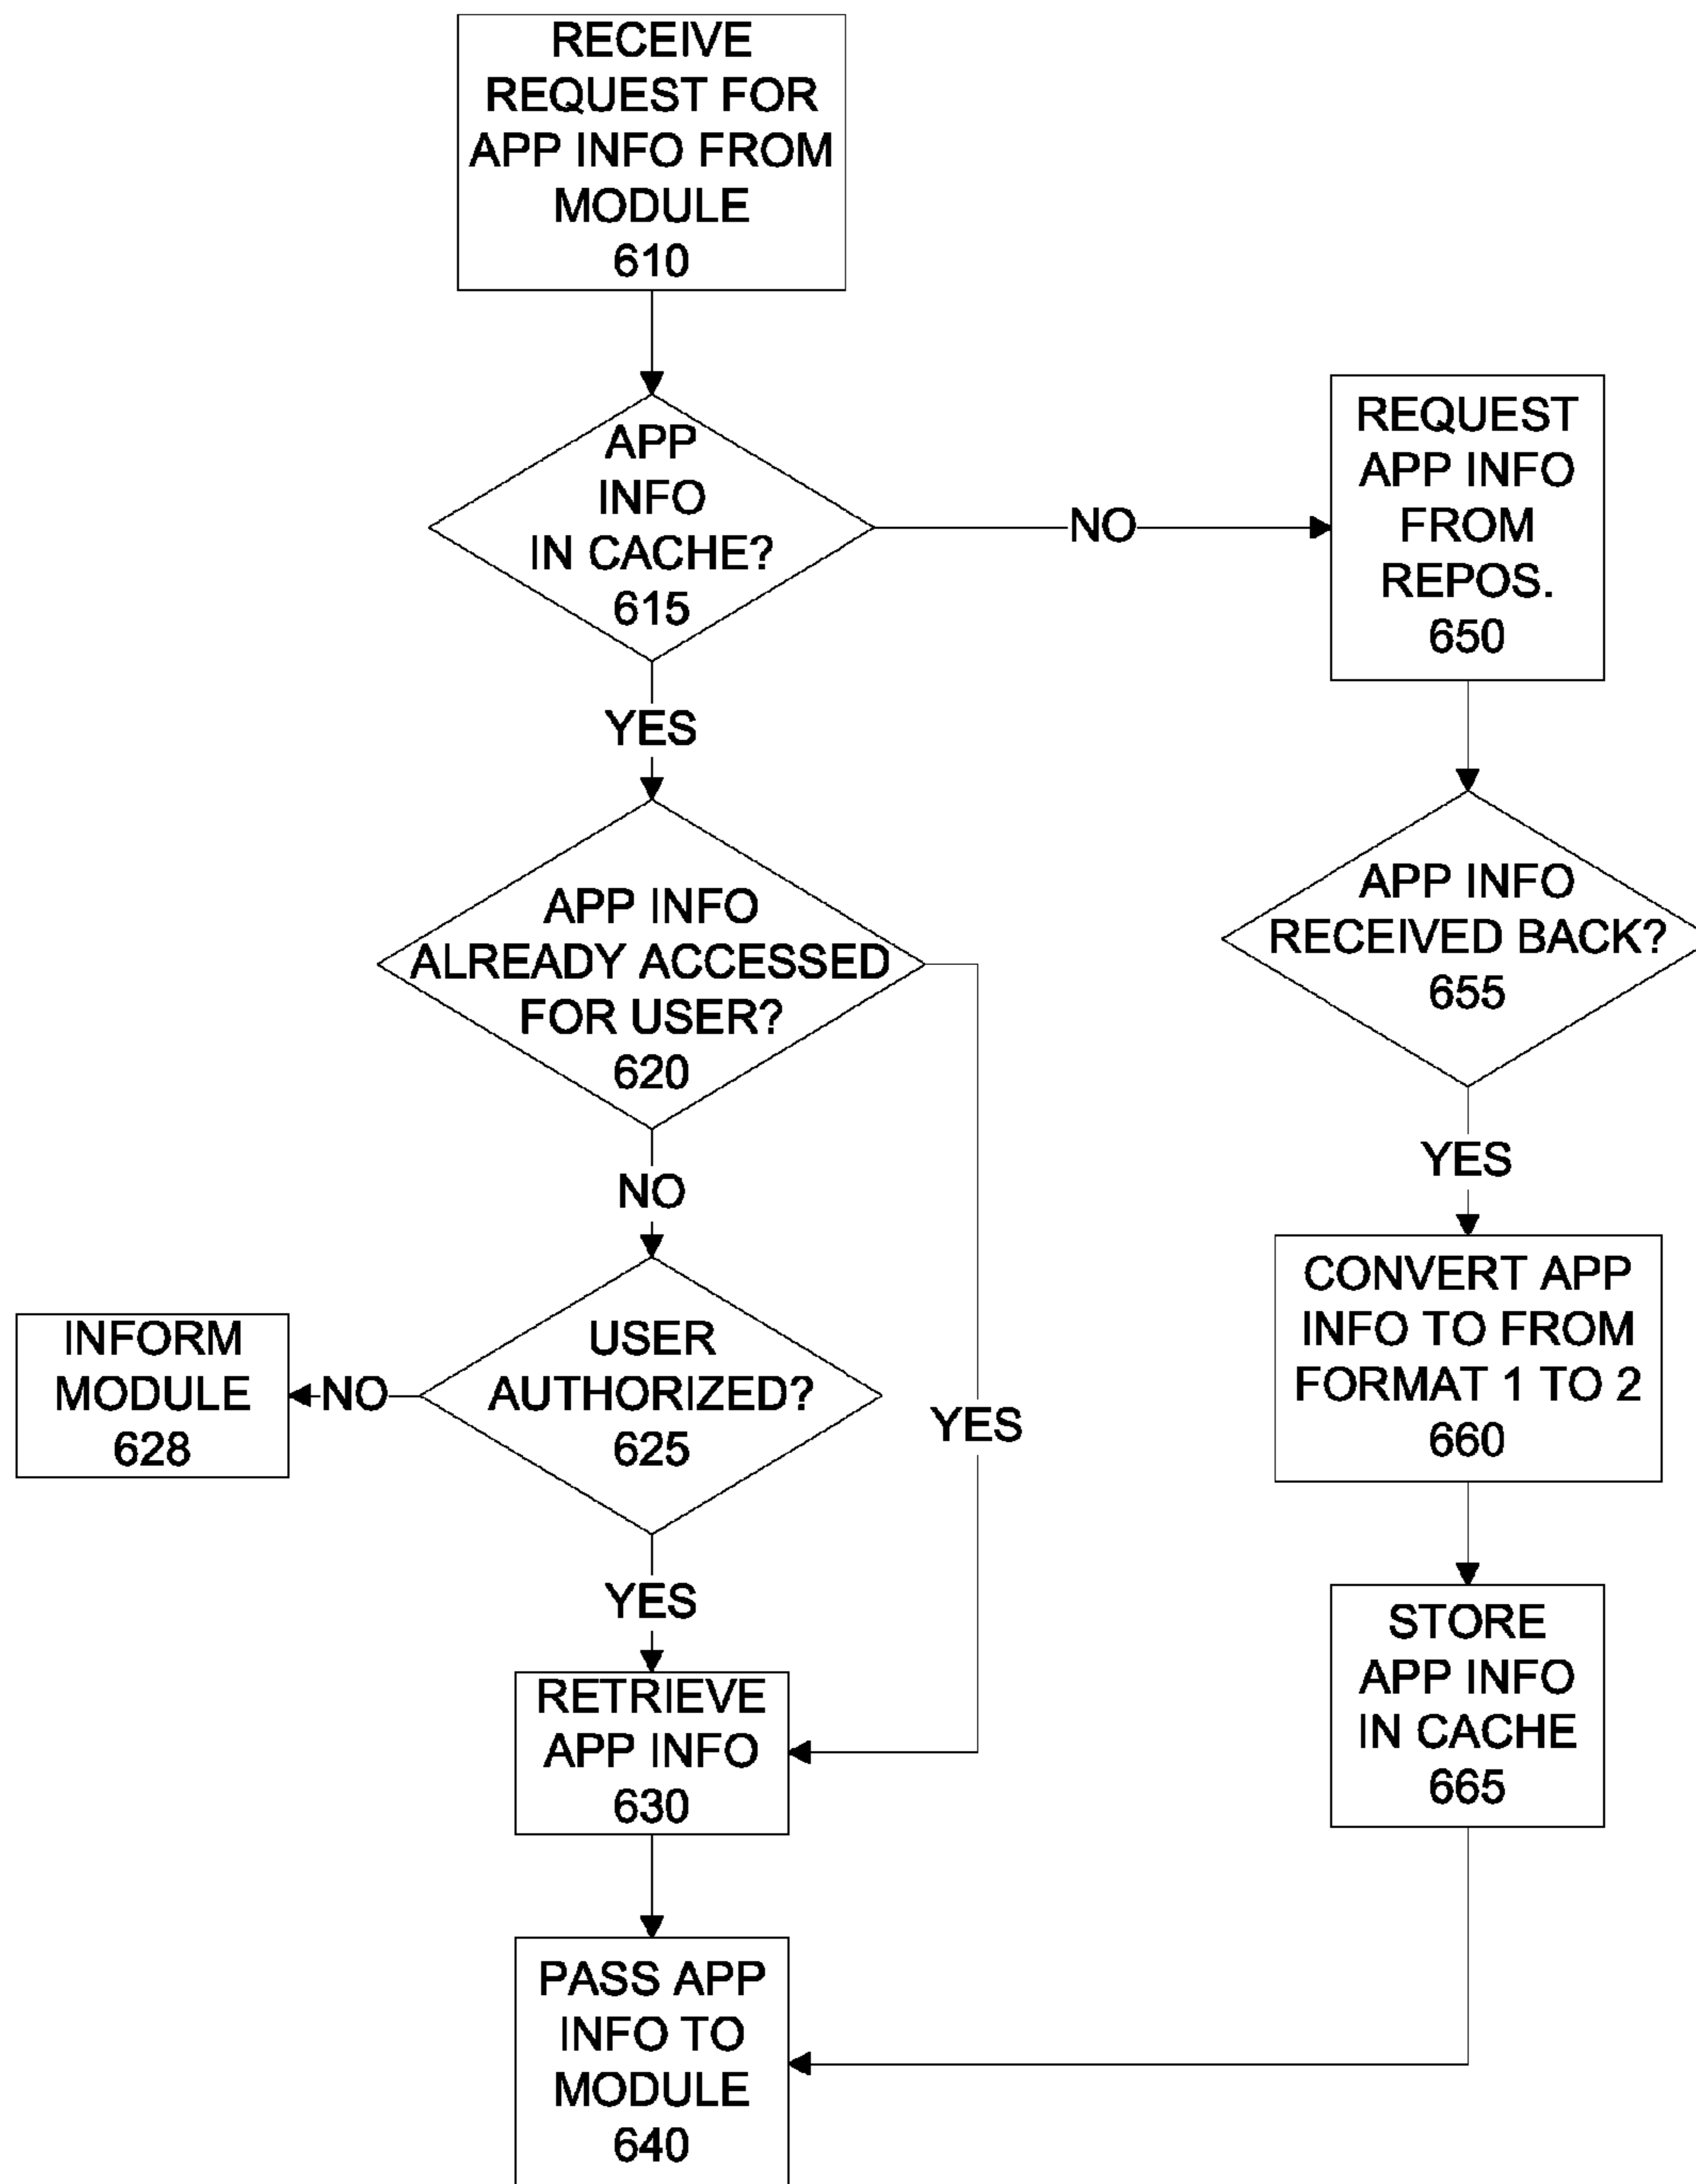 RECEIVE
REQUEST FOR
APP INFO FROM
MODULE
610
APP
INFO
IN CACHE?
615
NO
REQUEST
APP INFO
FROM
REPOS.
650
YES
APP INFO
ALREADY ACCESSED
FOR USER?
620
APP INFO
RECEIVED BACK?
655
NO
YES
YES
USER
AUTHORIZED?
625
NO
INFORM
MODULE
628
CONVERT APP
INFO TO FROM
FORMAT 1 TO 2
660
YES
RETRIEVE
APP INFO
630
STORE
APP INFO
IN CACHE
665
PASS APP
INFO TO
MODULE
640